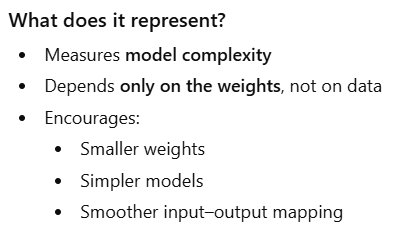 What does it represent?
• Measures model complexity
• Depends only on the weights, not on data
• Encourages:
• Smaller weights
• Simpler models
• Smoother input–output mapping